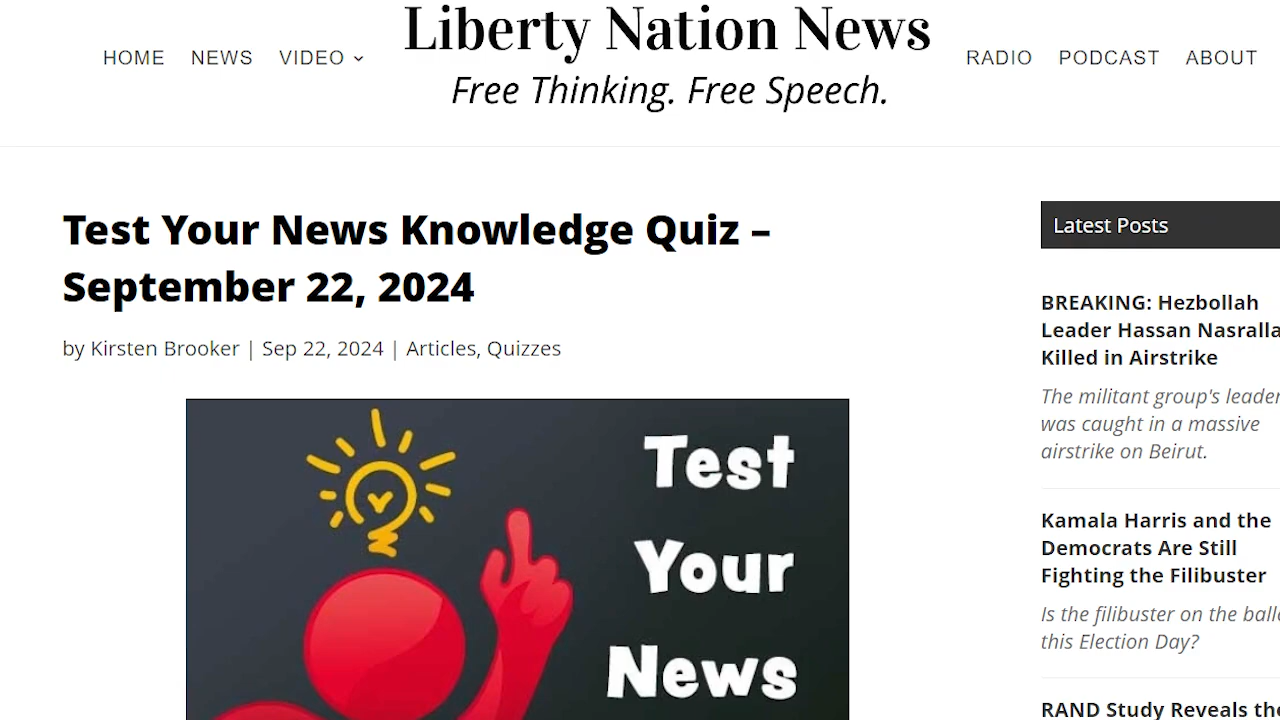 Liberty Nation News
Free Thinking. Free Speech.
HOME NEWS VIDEO RADIO PODCAST ABOUT
Test Your News Knowledge Quiz –
September 22, 2024
by Kirsten Brooker | Sep 22, 2024 | Articles, Quizzes
Test
Your
News
Latest Posts
BREAKING: Hezbollah
Leader Hassan Nasralla
Killed in Airstrike
The militant group's leader
was caught in a massive
airstrike on Beirut.
Kamala Harris and the
Democrats Are Still
Fighting the Filibuster
Is the filibuster on the ball
this Election Day?
RAND Study Reveals the